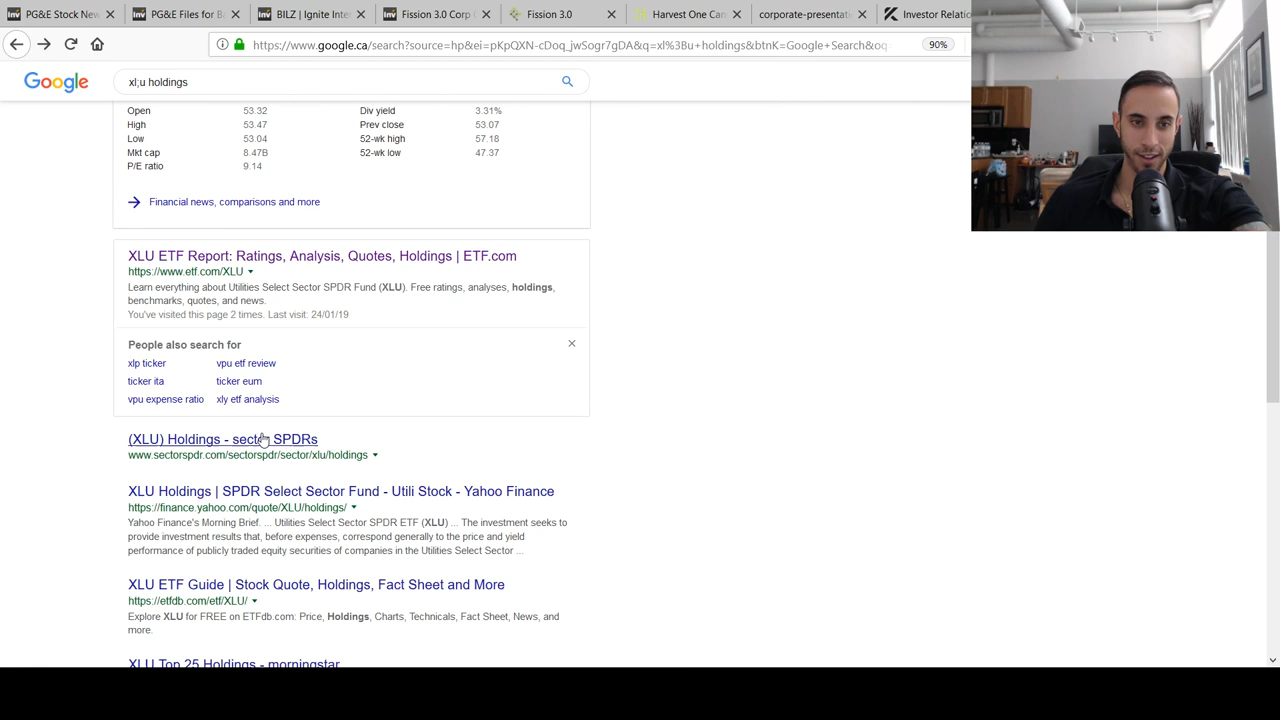 PG&E Stock New
PG&E Files for Ba
BILZ | Ignite Inter
Fission 3.0 Corp (
Fission 3.0
Harvest One Can
corporate-presentati
Investor Relatio
https://www.google.ca/search?source=hp&ei=pKpQXN-cDoq_jwSogr7gDA&q=xl%3Bu+holdings&btnK=Google+Search&oq
90%
Google
xl;u holdings
Open 53.32 Div yield 3.31%
High 53.47 Prev close 53.07
Low 53.04 52-wk high 57.18
Mkt cap 8.47B 52-wk low 47.37
P/E ratio 9.14
Financial news, comparisons and more
XLU ETF Report: Ratings, Analysis, Quotes, Holdings | ETF.com
https://www.etf.com/XLU
Learn everything about Utilities Select Sector SPDR Fund (XLU). Free ratings, analyses, holdings,
benchmarks, quotes, and news.
You've visited this page 2 times. Last visit: 24/01/19
People also search for
xlp ticker vpu etf review
ticker ita ticker eum
vpu expense ratio xly etf analysis
(XLU) Holdings - sector SPDRs
www.sectorspdr.com/sectorspdr/sector/xlu/holdings
XLU Holdings | SPDR Select Sector Fund - Utili Stock - Yahoo Finance
https://finance.yahoo.com/quote/XLU/holdings/
Yahoo Finance's Morning Brief. ... Utilities Select Sector SPDR ETF (XLU) ... The investment seeks to
provide investment results that, before expenses, correspond generally to the price and yield
performance of publicly traded equity securities of companies in the Utilities Select Sector ...
XLU ETF Guide | Stock Quote, Holdings, Fact Sheet and More
https://etfdb.com/etf/XLU/
Explore XLU for FREE on ETFdb.com: Price, Holdings, Charts, Technicals, Fact Sheet, News, and
more.
XLU Top 25 Holdings - morningstar